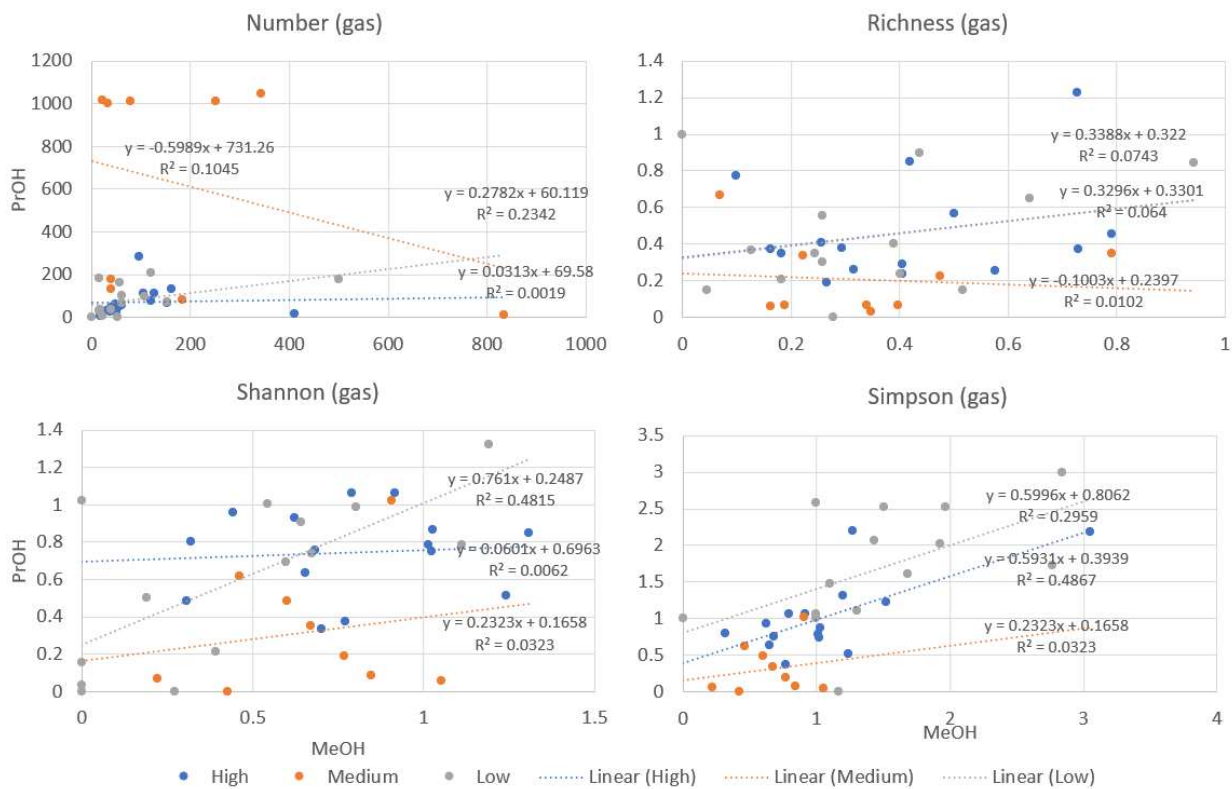 Number (gas)
1200
1000
800
600
400
200
0
PrOH
y = -0.5989x + 731.26
R² = 0.1045
y = 0.2782x + 60.119
R² = 0.2342
y = 0.0313x + 69.58
R² = 0.0019
0
200
400
600
800
1000
Richness (gas)
1.4
1.2
1
0.8
0.6
0.4
0.2
0
y = 0.3388x + 0.322
R² = 0.0743
y = 0.3296x + 0.3301
R² = 0.064
y = -0.1003x + 0.2397
R² = 0.0102
0
0.2
0.4
0.6
0.8
1
Shannon (gas)
1.4
1.2
1
0.8
0.6
0.4
0.2
0
PrOH
y = 0.761x + 0.2487
R² = 0.4815
y = 0.0601x + 0.6963
R² = 0.0062
y = 0.2323x + 0.1658
R² = 0.0323
0
0.5
1
1.5
MeOH
Simpson (gas)
3.5
3
2.5
2
1.5
1
0.5
0
y = 0.5996x + 0.8062
R² = 0.2959
y = 0.5931x + 0.3939
R² = 0.4867
y = 0.2323x + 0.1658
R² = 0.0323
0
1
2
3
4
MeOH
High
Medium
Low
Linear (High)
Linear (Medium)
Linear (Low)